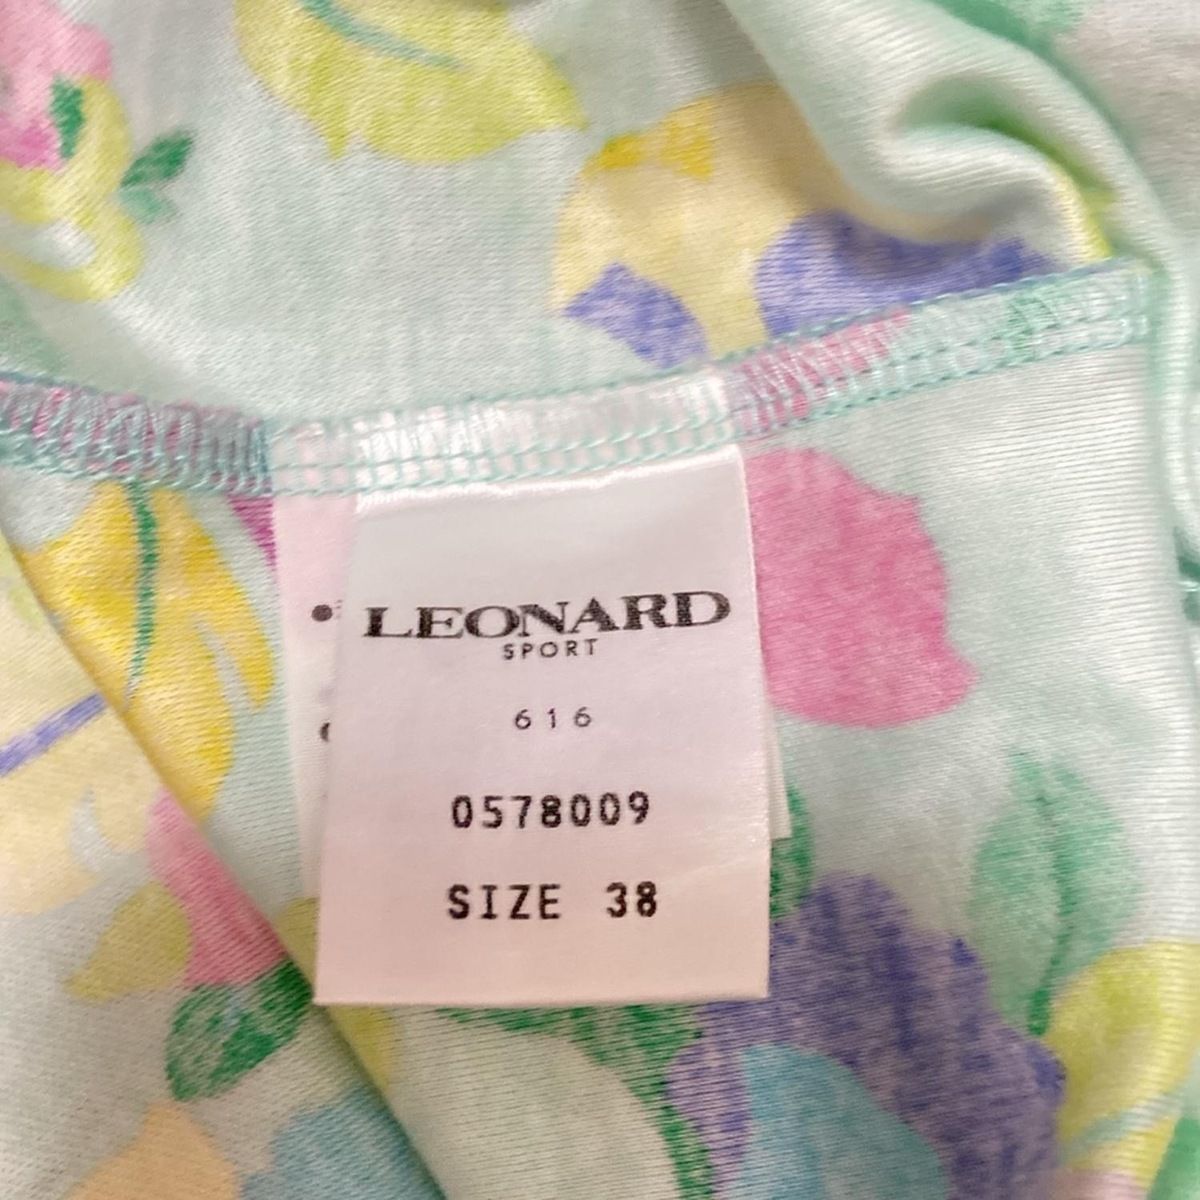 LEONARD
SPORT
616
0578009
SIZE 38